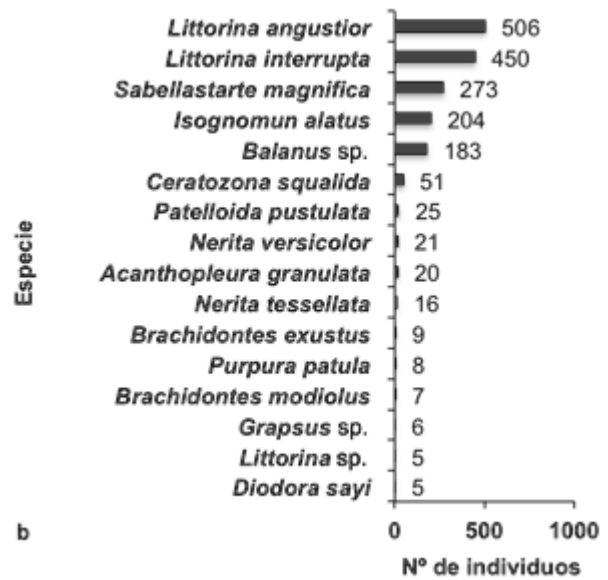 Littorina angustior 506
Littorina interrupta 450
Sabellastarte magnifica 273
Isognomun alatus 204
Balanus sp. 183
Ceratozona squalida 51
Patelloida pustulata 25
Nerita versicolor 21
Acanthopleura granulata 20
Nerita tessellata 16
Brachidontes exustus 9
Purpura patula 8
Brachidontes modiolus 7
Grapsus sp. 6
Littorina sp. 5
Diodora sayi 5
Especie
b
0 500 1000
Nº de individuos